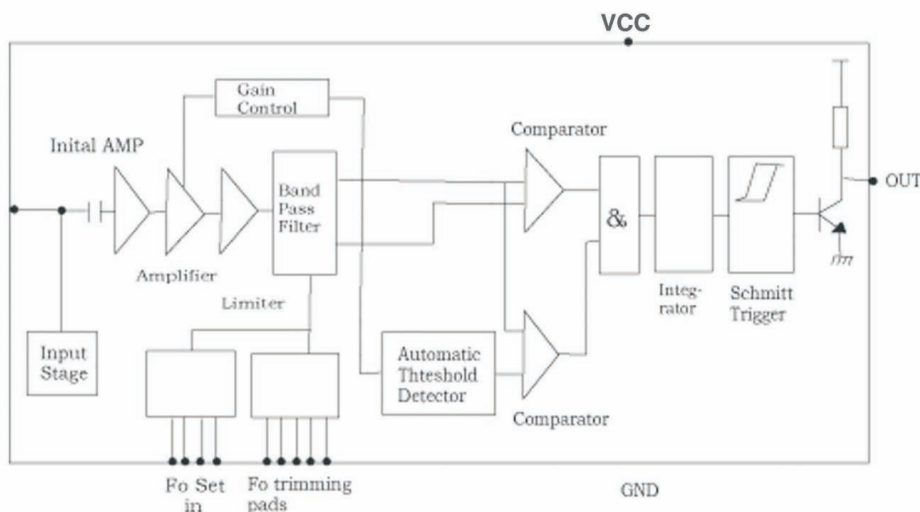 VCC
Gain
Control
Inital AMP
Comparator
Band
Pass
Filter
OUT
&
Amplifier
Limiter
Integ-
rator
Schmitt
Trigger
Input
Stage
Automatic
Thteshold
Detector
Comparator
Fo Set
in
Fo trimming
pads
GND